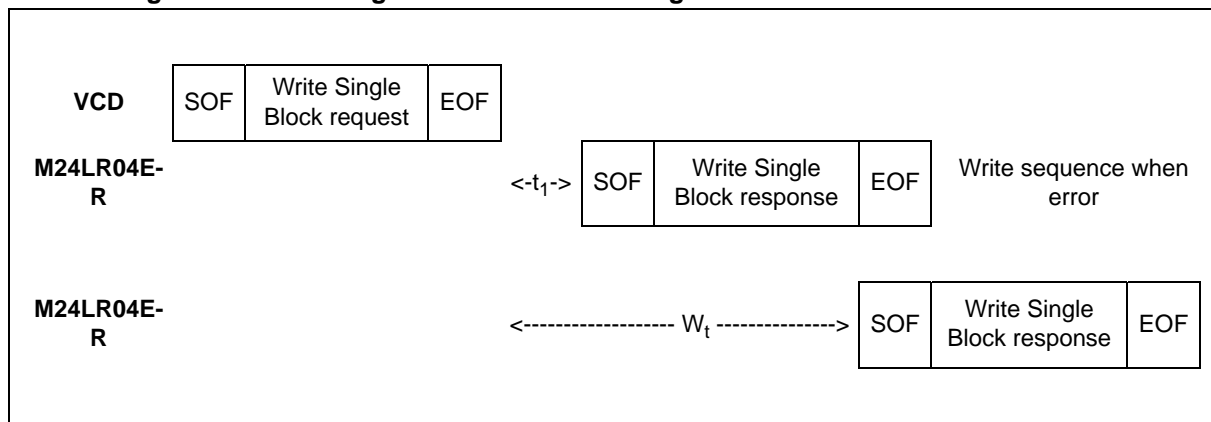 VCD
SOF
Write Single
Block request
EOF
M24LR04E-
R
<-t1->
SOF
Write Single
Block response
EOF
Write sequence when
error
M24LR04E-
R
<------------------- Wt --------------->
SOF
Write Single
Block response
EOF